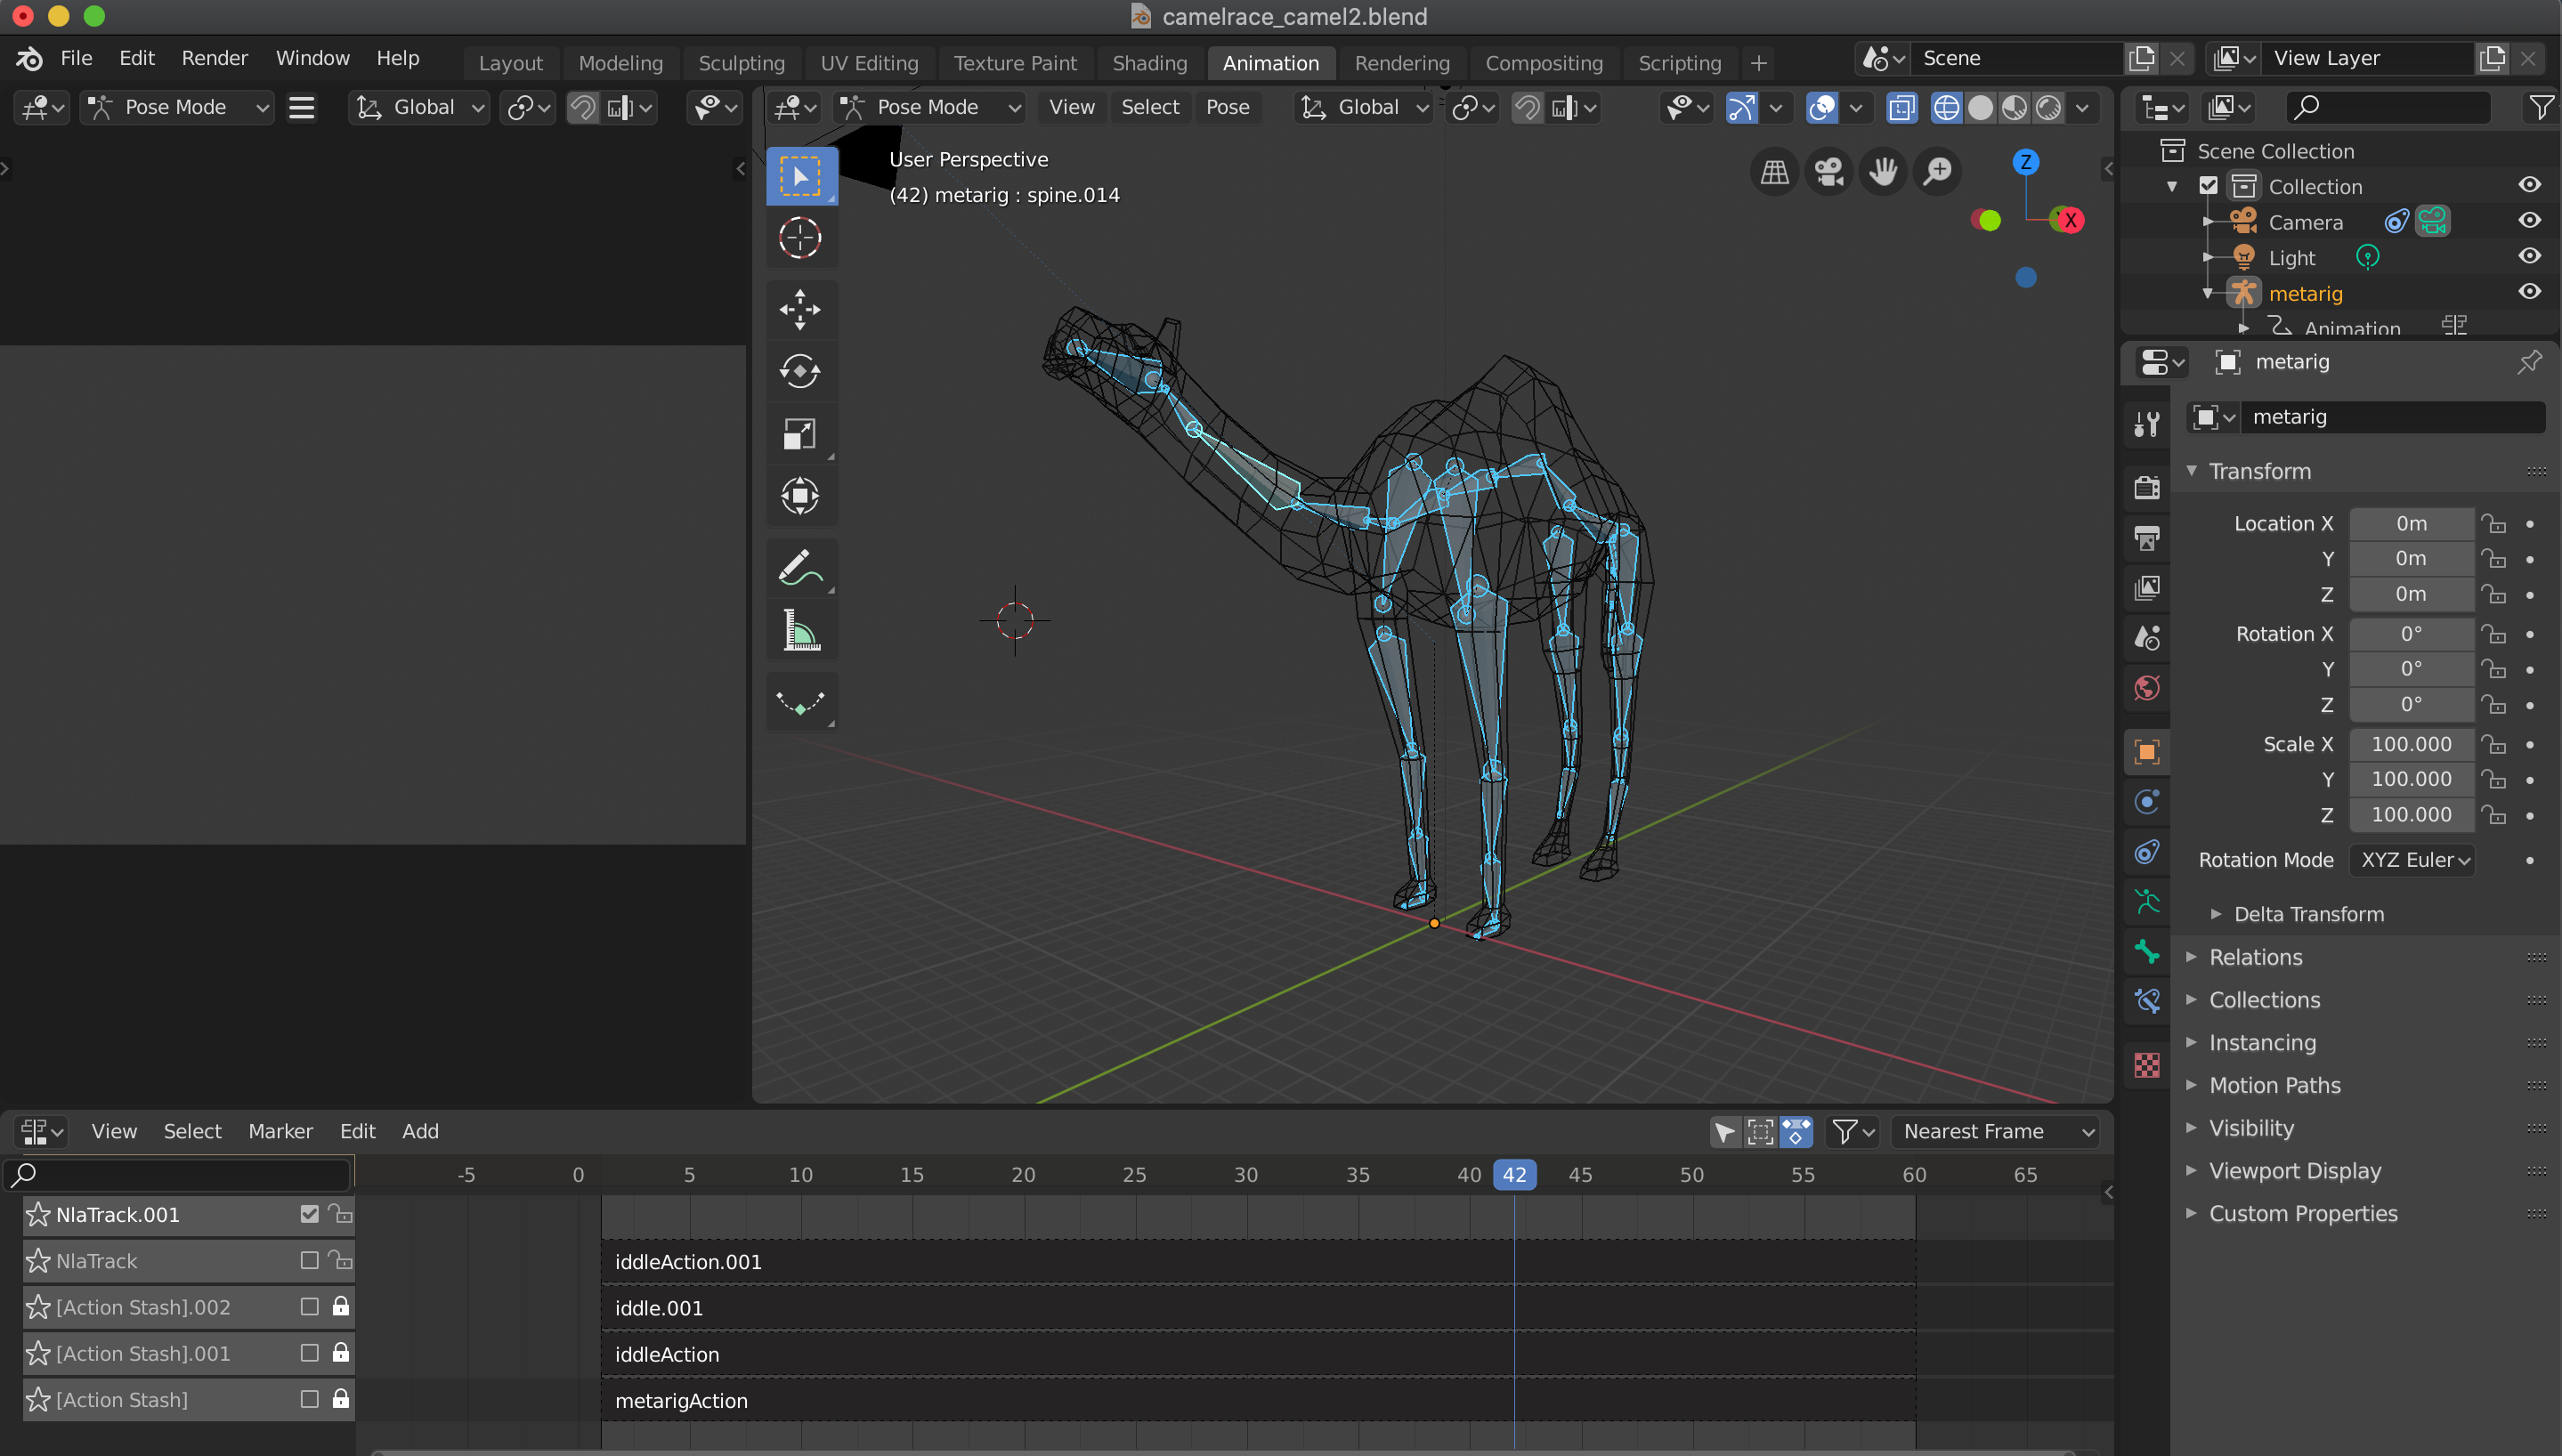 camelrace_camel2.blend
File Edit Render Window Help Layout Modeling Sculpting UV Editing Texture Paint Shading Animation Rendering Compositing Scripting + Scene View Layer
Pose Mode Global Pose Mode View Select Pose Global
User Perspective
(42) metarig : spine.014
Z
X
Scene Collection
Collection
Camera
Light
metarig
Animation
metarig
metarig
Transform
Location X 0m
Y 0m
Z 0m
Rotation X 0°
Y 0°
Z 0°
Scale X 100.000
Y 100.000
Z 100.000
Rotation Mode XYZ Euler
Delta Transform
Relations
Collections
Instancing
Motion Paths
Visibility
Viewport Display
Custom Properties
View Select Marker Edit Add Nearest Frame
-5 0 5 10 15 20 25 30 35 40 42 45 50 55 60 65
NlaTrack.001
NlaTrack iddleAction.001
[Action Stash].002 iddle.001
[Action Stash].001 iddleAction
[Action Stash] metarigAction